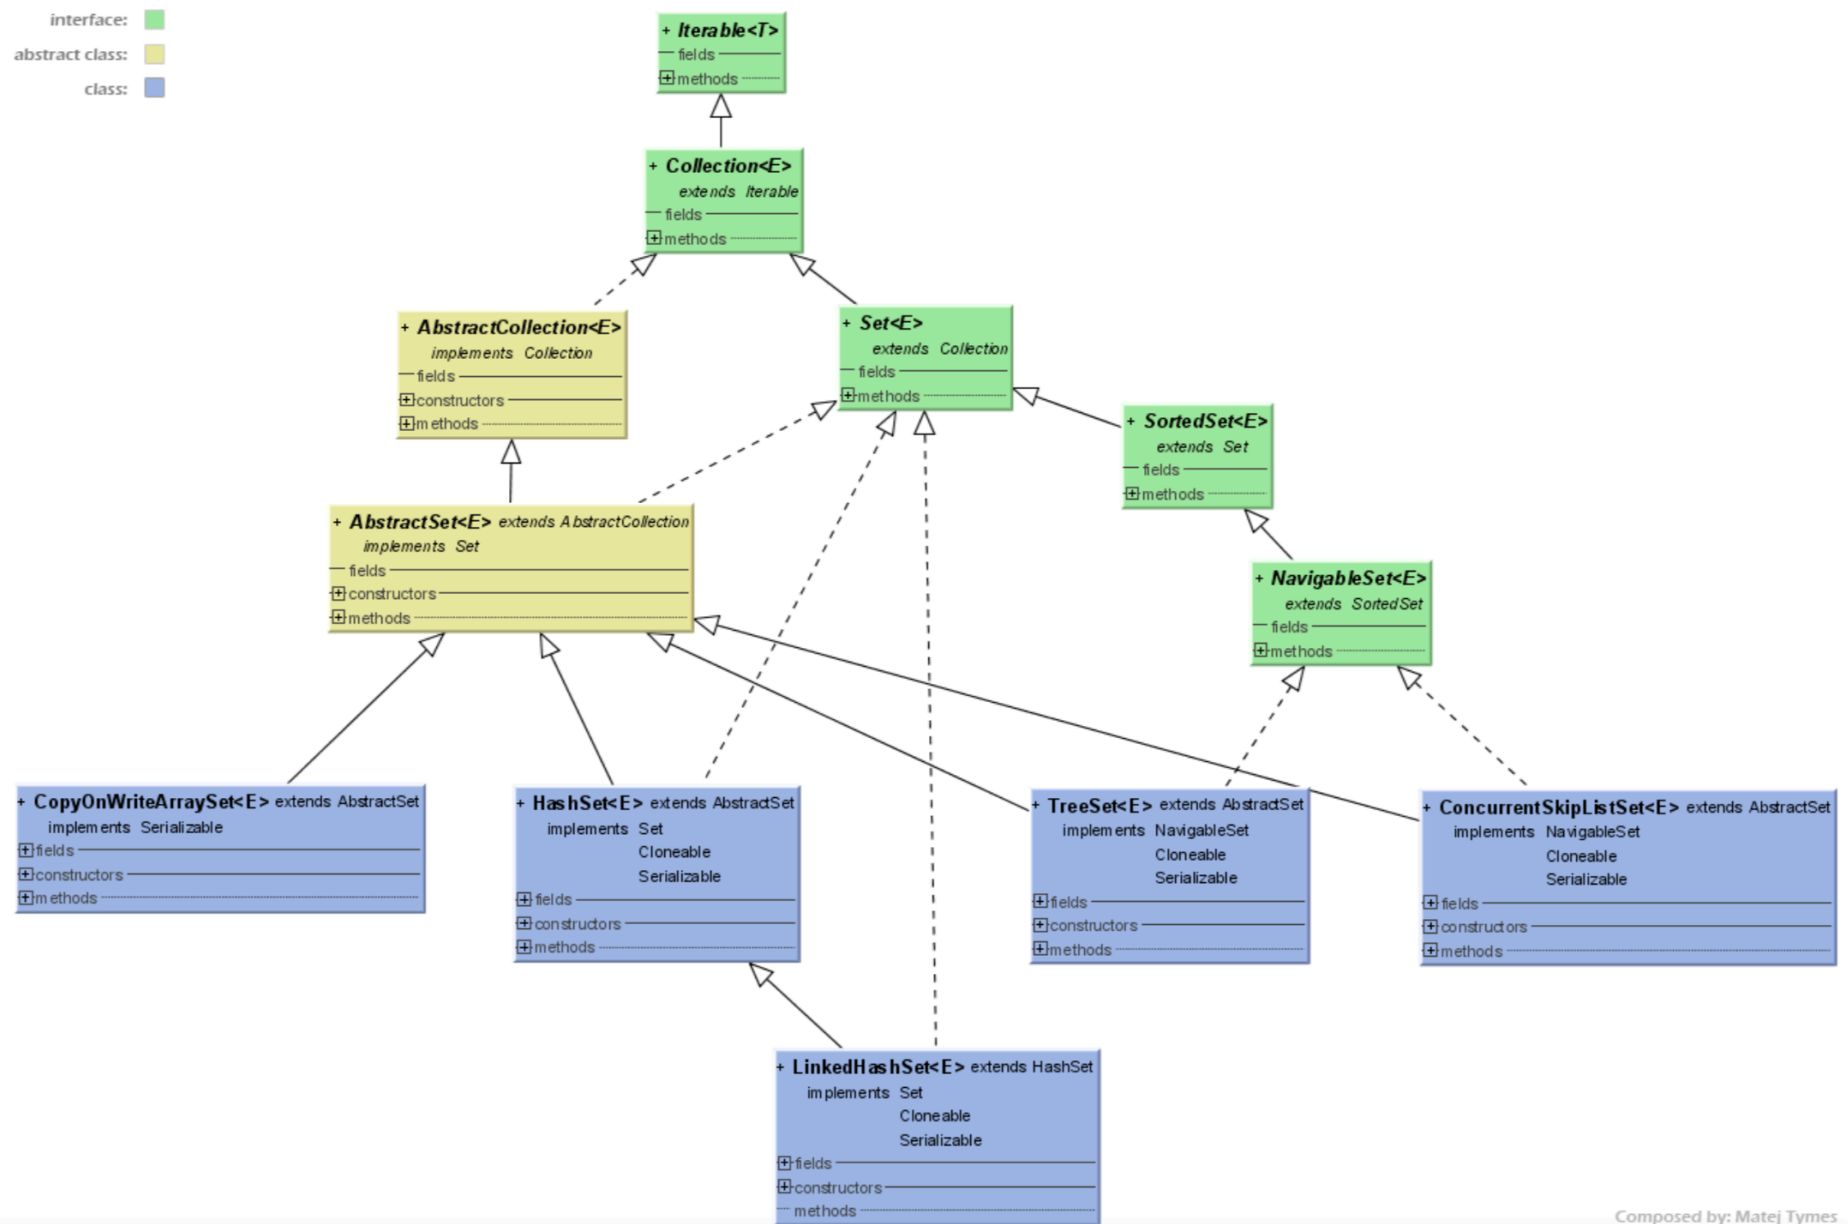 interface:
abstract class:
class:
+ Iterable<T>
fields
+ methods
+ Collection<E>
extends Iterable
fields
+ methods
+ AbstractCollection<E>
implements Collection
fields
+ constructors
+ methods
+ Set<E>
extends Collection
fields
+ methods
+ SortedSet<E>
extends Set
fields
+ methods
+ AbstractSet<E> extends AbstractCollection
implements Set
fields
+ constructors
+ methods
+ NavigableSet<E>
extends SortedSet
fields
+ methods
+ CopyOnWriteArraySet<E> extends AbstractSet
implements Serializable
+ fields
+ constructors
+ methods
+ HashSet<E> extends AbstractSet
implements Set
Cloneable
Serializable
+ fields
+ constructors
+ methods
+ TreeSet<E> extends AbstractSet
implements NavigableSet
Cloneable
Serializable
+ fields
+ constructors
+ methods
+ ConcurrentSkipListSet<E> extends AbstractSet
implements NavigableSet
Cloneable
Serializable
+ fields
+ constructors
+ methods
+ LinkedHashSet<E> extends HashSet
implements Set
Cloneable
Serializable
+ fields
+ constructors
methods
Composed by: Matej Tymes